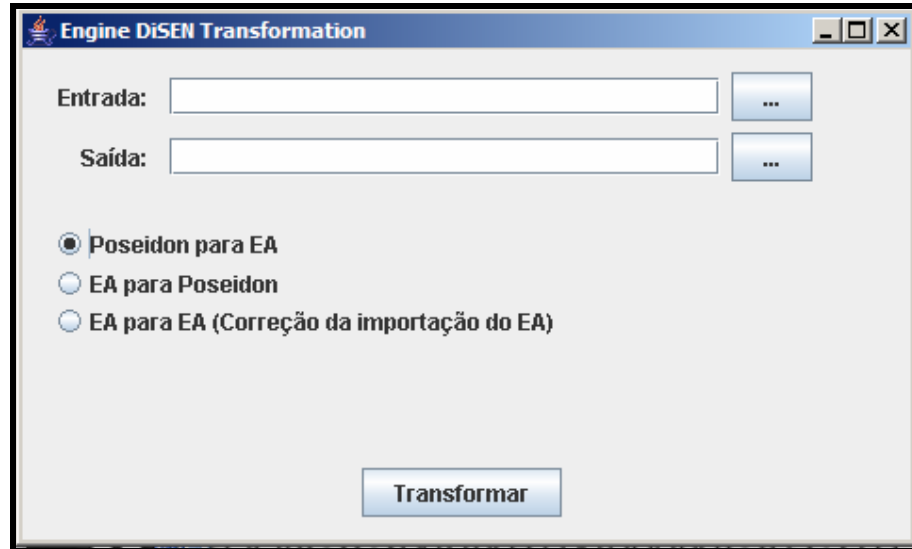 Engine DiSEN Transformation
Entrada: ...
Saída: ...
Poseidon para EA
EA para Poseidon
EA para EA (Correção da importação do EA)
Transformar